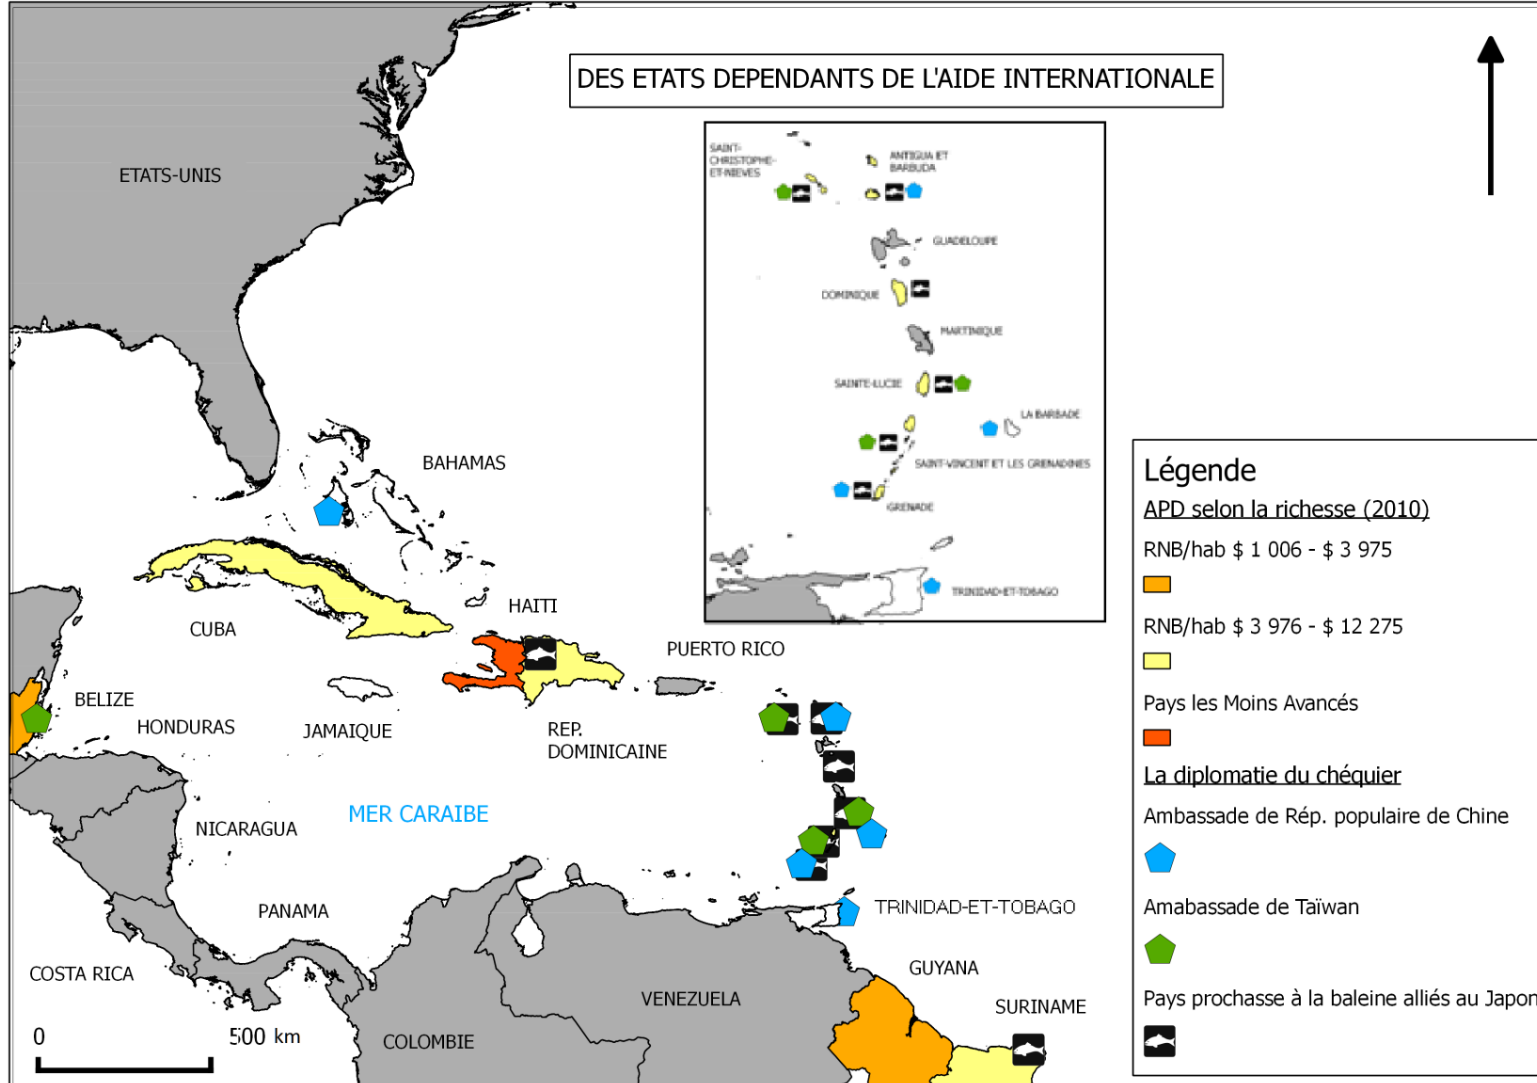 DES ETATS DEPENDANTS DE L'AIDE INTERNATIONALE
ETATS-UNIS
SAINT-
CHRISTOPHE-
ET-NIEVES
ANTIGUA ET
BARBUDA
GUADELOUPE
DOMINIQUE
MARTINIQUE
SAINTE-LUCIE
LA BARBADE
SAINT-VINCENT ET LES GRENADINES
GRENADE
TRINIDAD-ET-TOBAGO
BAHAMAS
CUBA
HAITI
PUERTO RICO
BELIZE
HONDURAS
JAMAIQUE
REP.
DOMINICAINE
MER CARAIBE
NICARAGUA
PANAMA
COSTA RICA
TRINIDAD-ET-TOBAGO
GUYANA
SURINAME
VENEZUELA
COLOMBIE
0 500 km
Légende
APD selon la richesse (2010)
RNB/hab $ 1 006 - $ 3 975
RNB/hab $ 3 976 - $ 12 275
Pays les Moins Avancés
La diplomatie du chéquier
Ambassade de Rép. populaire de Chine
Amabassade de Taïwan
Pays prochasse à la baleine alliés au Japon